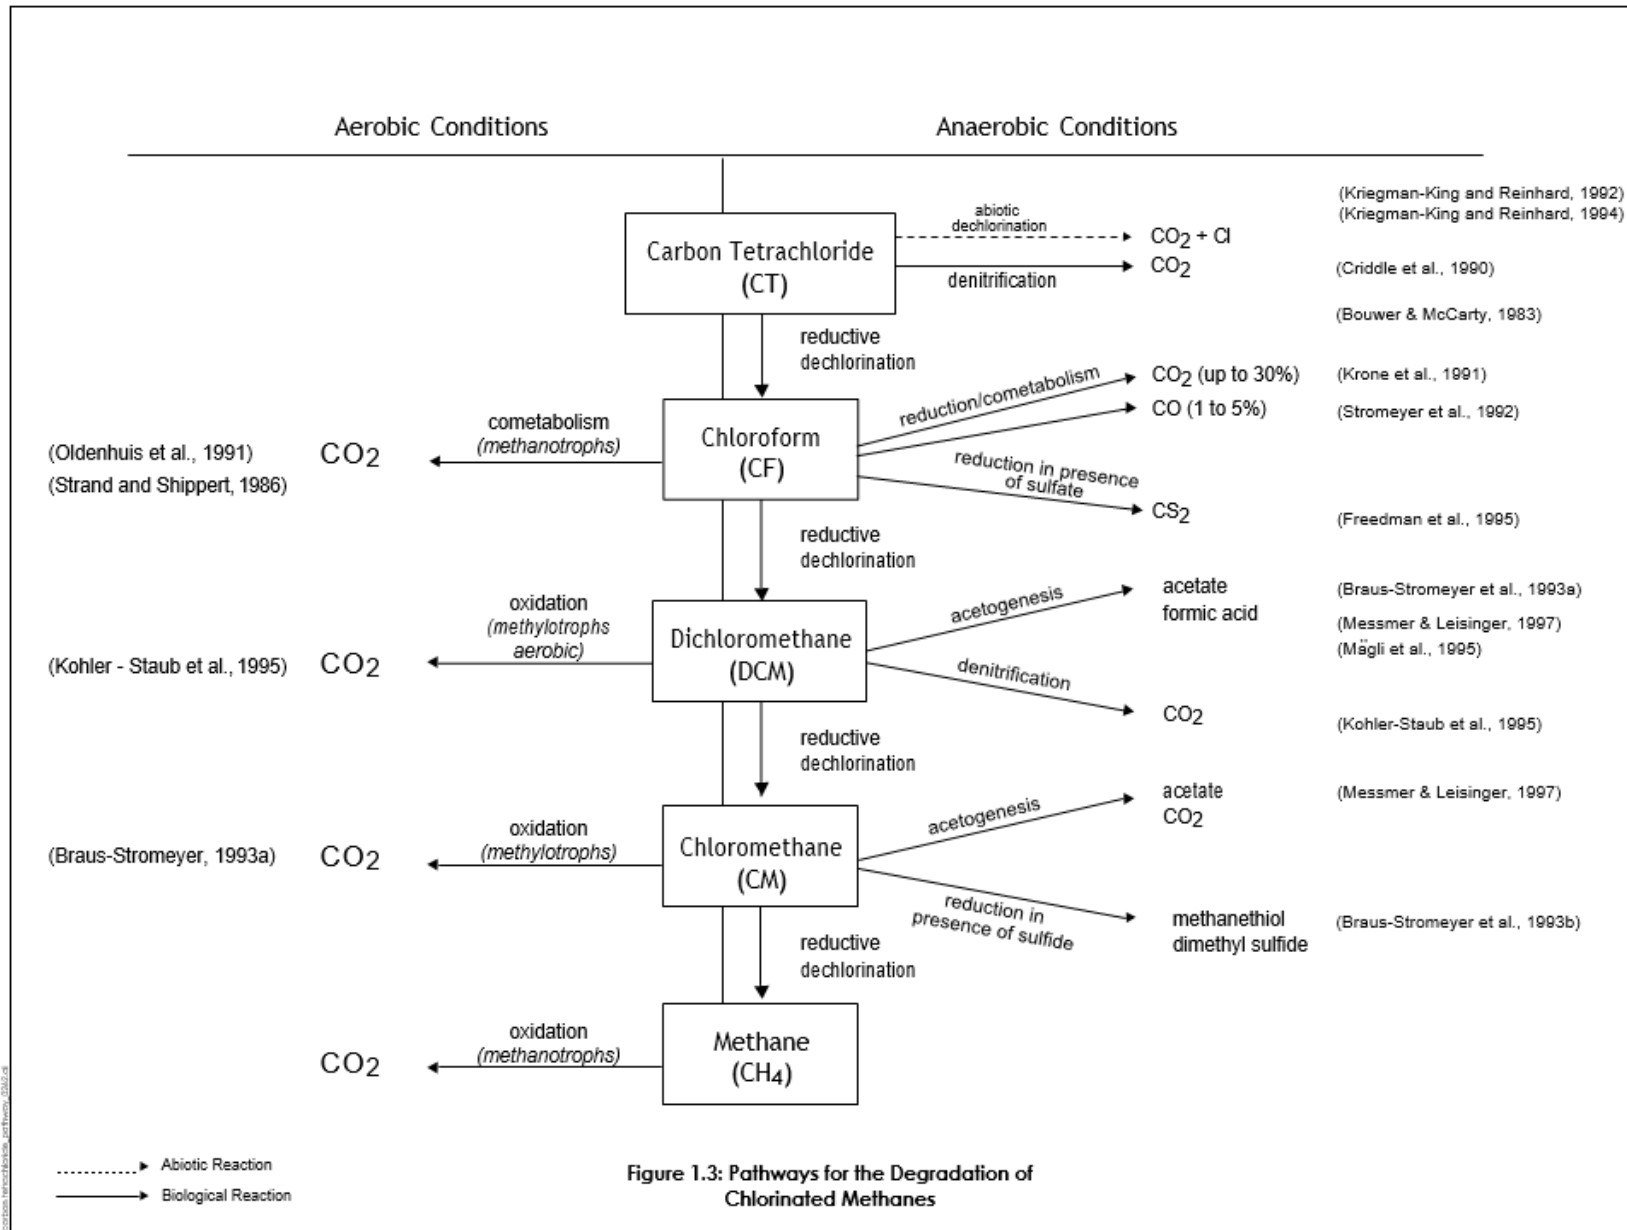 Aerobic Conditions
Anaerobic Conditions
Carbon Tetrachloride
(CT)
abiotic
dechlorination
CO2 + Cl
(Kriegman-King and Reinhard, 1992)
(Kriegman-King and Reinhard, 1994)
denitrification
CO2
(Criddle et al., 1990)
(Bouwer & McCarty, 1983)
reductive
dechlorination
Chloroform
(CF)
cometabolism
(methanotrophs)
CO2
(Oldenhuis et al., 1991)
(Strand and Shippert, 1986)
reduction/cometabolism
CO2 (up to 30%)
(Krone et al., 1991)
CO (1 to 5%)
(Stromeyer et al., 1992)
reduction in presence
of sulfate
CS2
(Freedman et al., 1995)
reductive
dechlorination
Dichloromethane
(DCM)
oxidation
(methylotrophs
aerobic)
CO2
(Kohler - Staub et al., 1995)
acetogenesis
acetate
formic acid
(Braus-Stromeyer et al., 1993a)
(Messmer & Leisinger, 1997)
(Mägli et al., 1995)
denitrification
CO2
(Kohler-Staub et al., 1995)
reductive
dechlorination
Chloromethane
(CM)
oxidation
(methylotrophs)
CO2
(Braus-Stromeyer, 1993a)
acetogenesis
acetate
CO2
(Messmer & Leisinger, 1997)
reduction in
presence of sulfide
methanethiol
dimethyl sulfide
(Braus-Stromeyer et al., 1993b)
reductive
dechlorination
Methane
(CH4)
oxidation
(methanotrophs)
CO2
Abiotic Reaction
Biological Reaction
Figure 1.3: Pathways for the Degradation of
Chlorinated Methanes